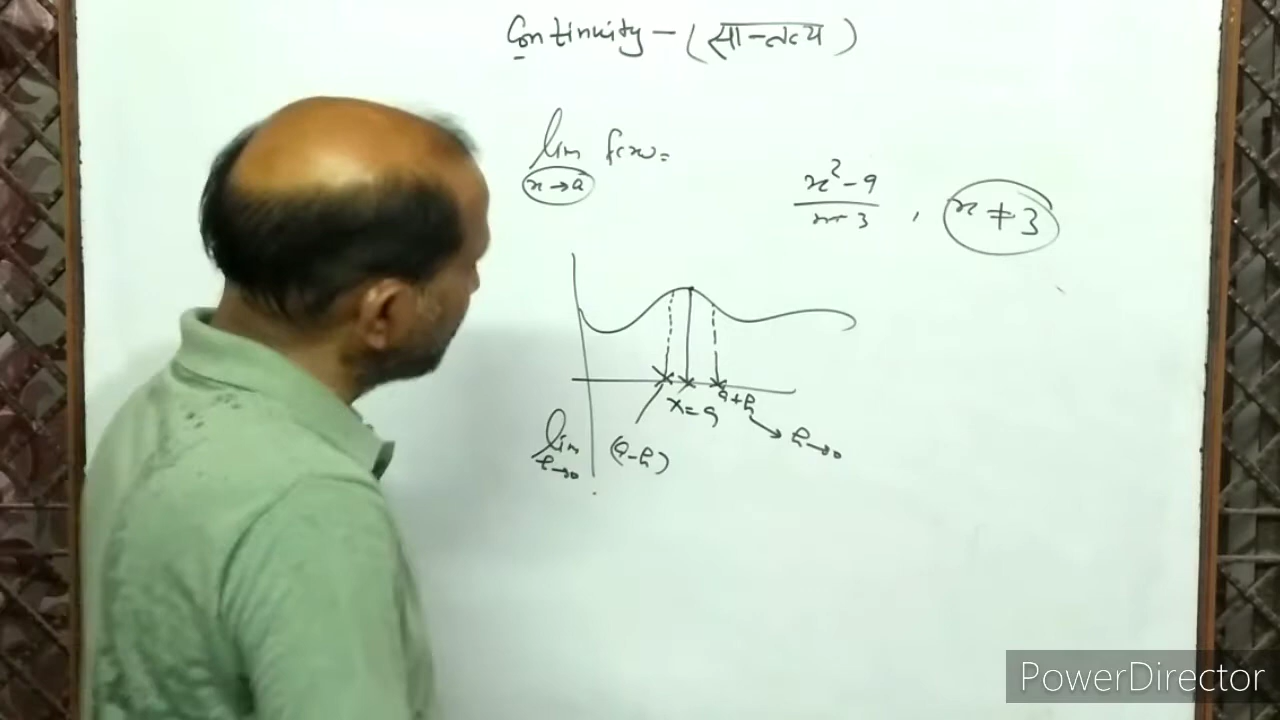 Continuity - (सा-तत्य)
lim f(x) =
x→a
x² - 9
x - 3 , x ≠ 3
x = a
a+h
h→0
lim (a-h)
h→0
PowerDirector